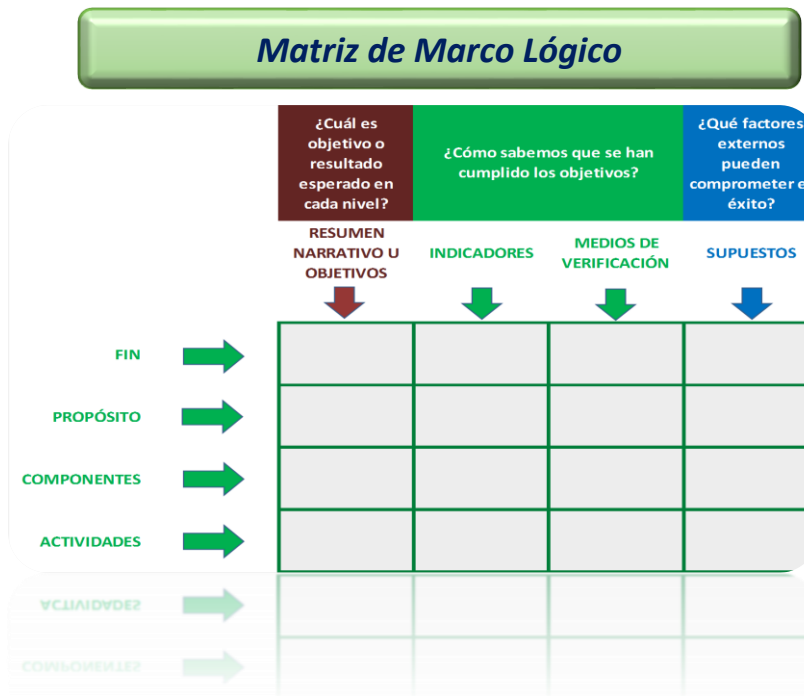 Matriz de Marco Lógico
¿Cuál es
objetivo o
resultado
esperado en
cada nivel?
¿Cómo sabemos que se han
cumplido los objetivos?
¿Qué factores
externos
pueden
comprometer e
éxito?
RESUMEN
NARRATIVO U
OBJETIVOS
INDICADORES
MEDIOS DE
VERIFICACIÓN
SUPUESTOS
FIN
PROPÓSITO
COMPONENTES
ACTIVIDADES
ACTIVIDADES
COMPONENTES